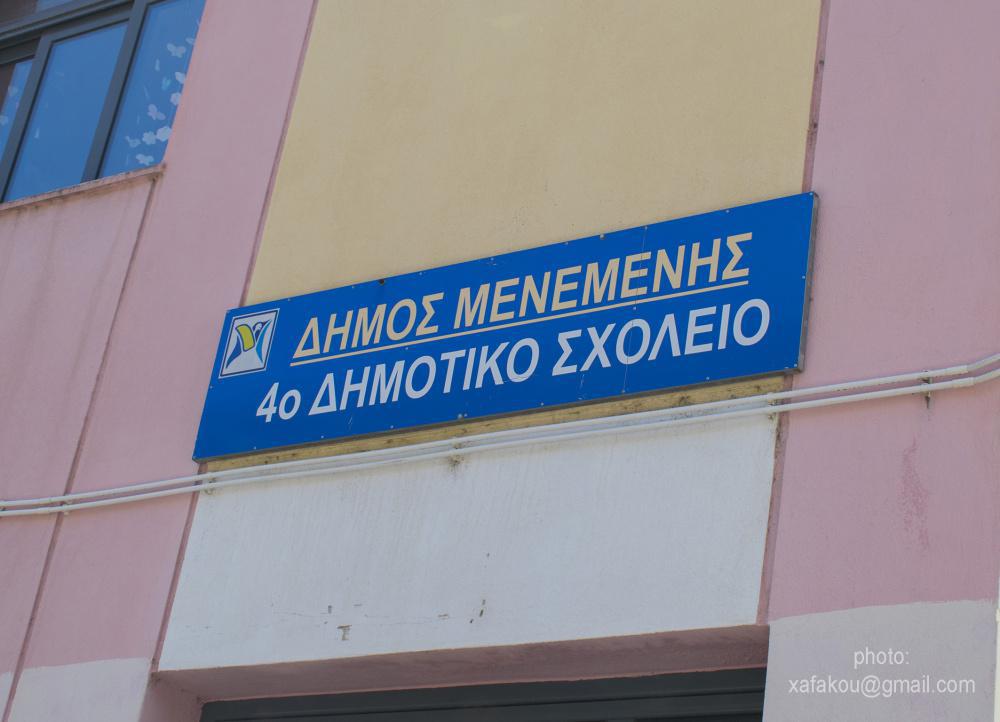 ΔΗΜΟΣ ΜΕΝΕΜΕΝΗΣ
4ο ΔΗΜΟΤΙΚΟ ΣΧΟΛΕΙΟ
photo:
xafakou@gmail.com